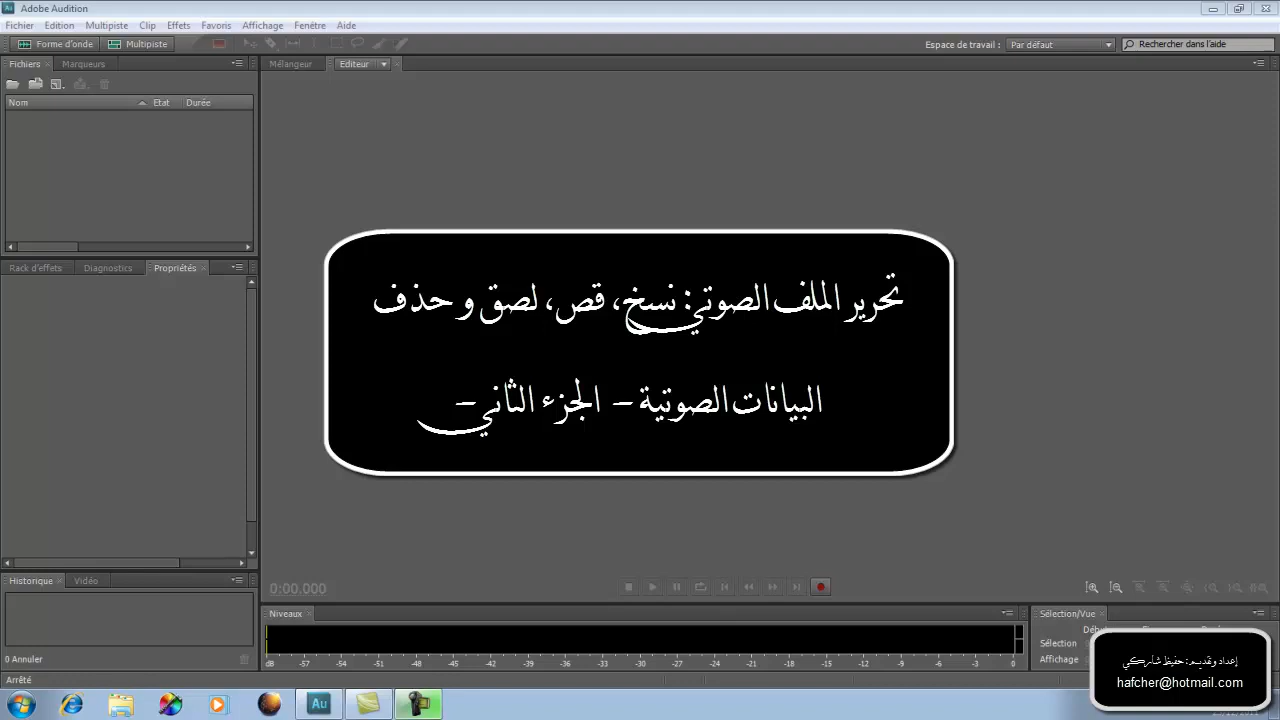 Adobe Audition
Fichier Edition Multipiste Clip Effets Favoris Affichage Fenêtre Aide
Forme d'onde Multipiste
Espace de travail : Par défaut Rechercher dans l'aide
Fichiers Marqueurs
Mélangeur Editeur
Nom Etat Durée
تحرير الملف الصوتي: نسخ، قص، لصق و حذف
البيانات الصوتية – الجزء الثاني–
Rack d'effets Diagnostics Propriétés
Historique Vidéo
0:00.000
Niveaux
Sélection/Vue
Sélection
Affichage
dB -57 -54 -51 -48 -45 -42 -39 -36 -33 -30 -27 -24 -21 -18 -15 -12 -9 -6 -3 0
0 Annuler
Arrêté
إعداد وتقديم: حفيظ شاركي
hafcher@hotmail.com
Au